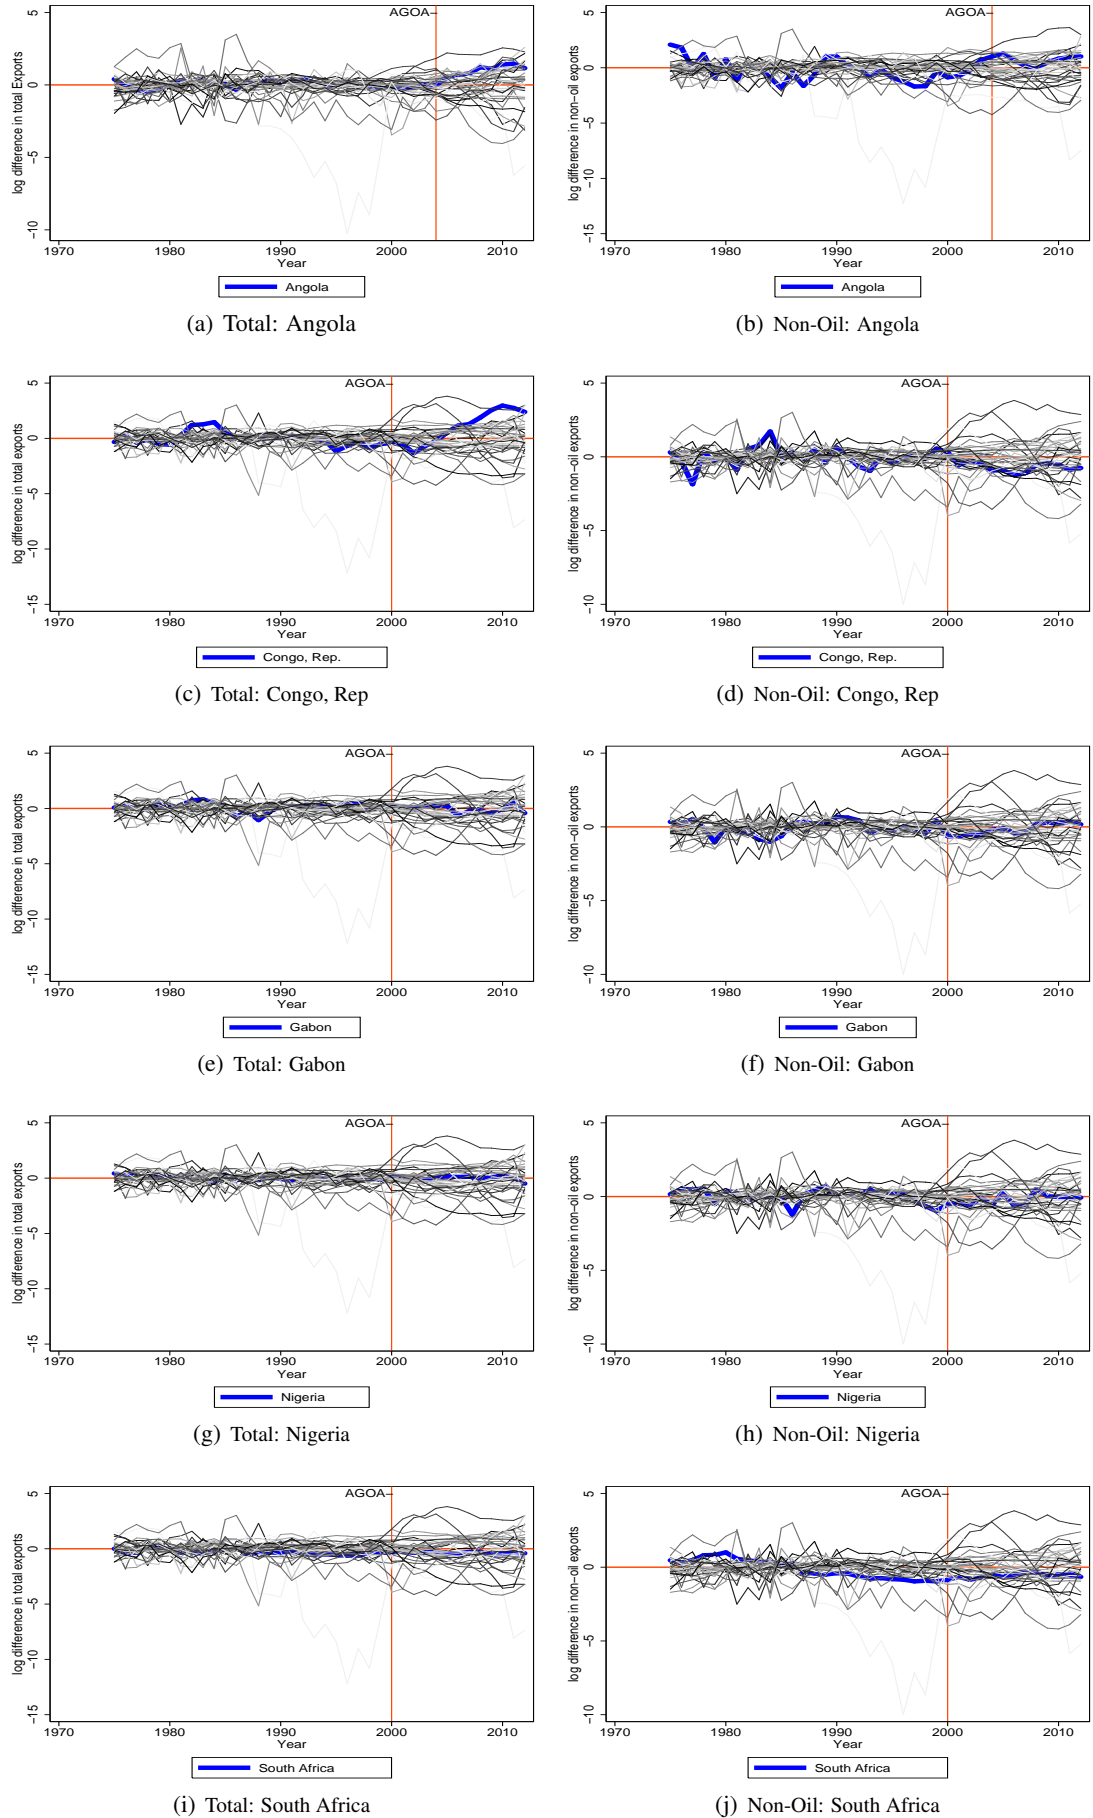 AGOA
5
0
−5
−10
log difference in total Exports
1970 1980 1990 2000 2010
Year
Angola
(a) Total: Angola
AGOA
5
0
−5
−10
−15
log difference in non−oil exports
1970 1980 1990 2000 2010
Year
Angola
(b) Non-Oil: Angola
AGOA
5
0
−5
−10
−15
log difference in total exports
1970 1980 1990 2000 2010
Year
Congo, Rep.
(c) Total: Congo, Rep
AGOA
5
0
−5
−10
log difference in non−oil exports
1970 1980 1990 2000 2010
Year
Congo, Rep.
(d) Non-Oil: Congo, Rep
AGOA
5
0
−5
−10
−15
log difference in total exports
1970 1980 1990 2000 2010
Year
Gabon
(e) Total: Gabon
AGOA
5
0
−5
−10
log difference in non−oil exports
1970 1980 1990 2000 2010
Year
Gabon
(f) Non-Oil: Gabon
AGOA
5
0
−5
−10
−15
log difference in total exports
1970 1980 1990 2000 2010
Year
Nigeria
(g) Total: Nigeria
AGOA
5
0
−5
−10
log difference in non−oil exports
1970 1980 1990 2000 2010
Year
Nigeria
(h) Non-Oil: Nigeria
AGOA
5
0
−5
−10
−15
log difference in total exports
1970 1980 1990 2000 2010
Year
South Africa
(i) Total: South Africa
AGOA
5
0
−5
−10
log difference in non−oil exports
1970 1980 1990 2000 2010
Year
South Africa
(j) Non-Oil: South Africa